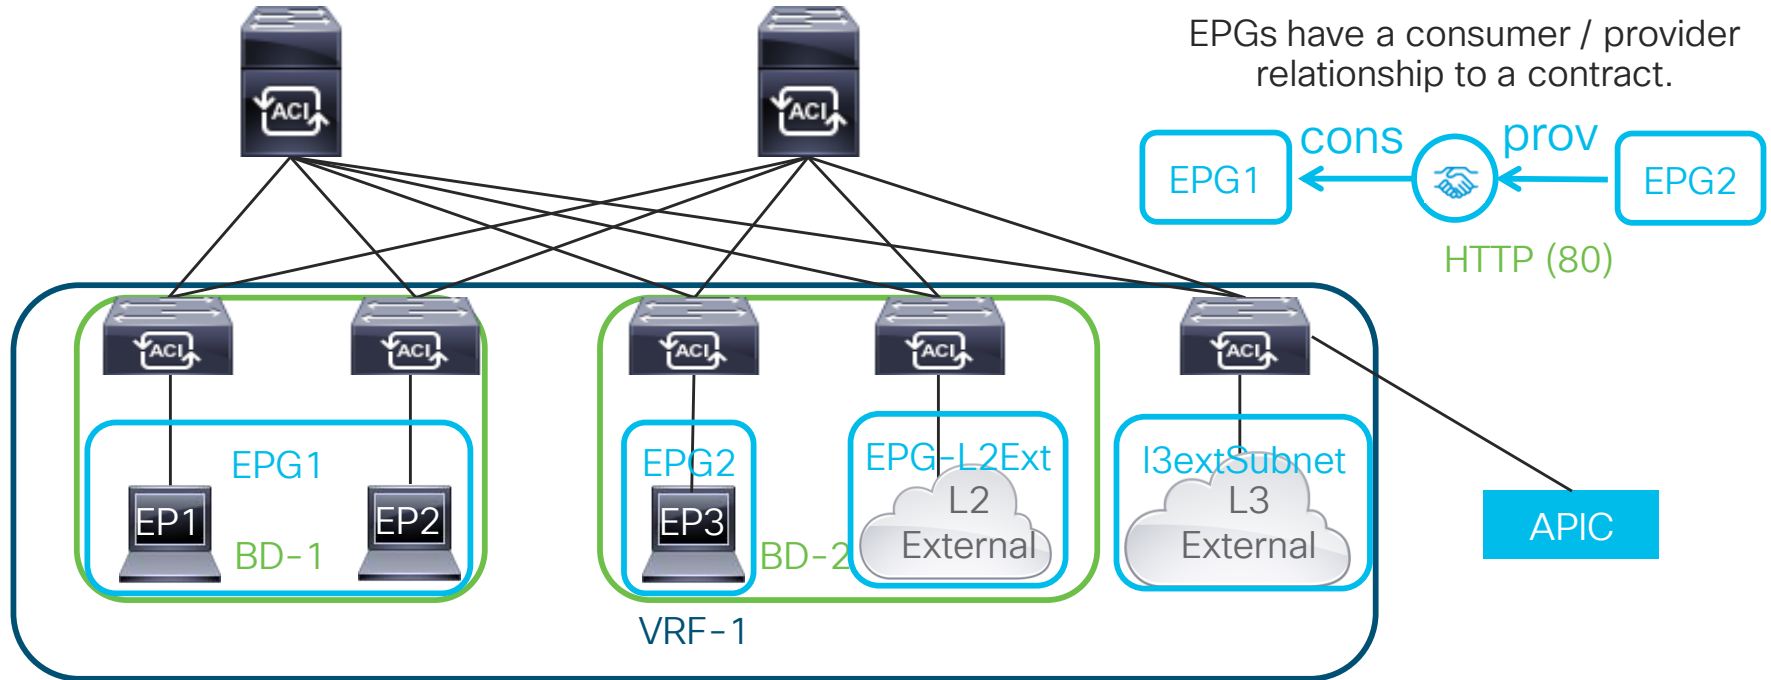 EPGs have a consumer / provider
relationship to a contract.
ACI
ACI
cons
prov
EPG1
EPG2
HTTP (80)
ACI
ACI
ACI
ACI
ACI
EPG1
EPG2
EPG-L2Ext
l3extSubnet
EP1
EP2
EP3
L2
External
L3
External
APIC
BD-1
BD-2
VRF-1